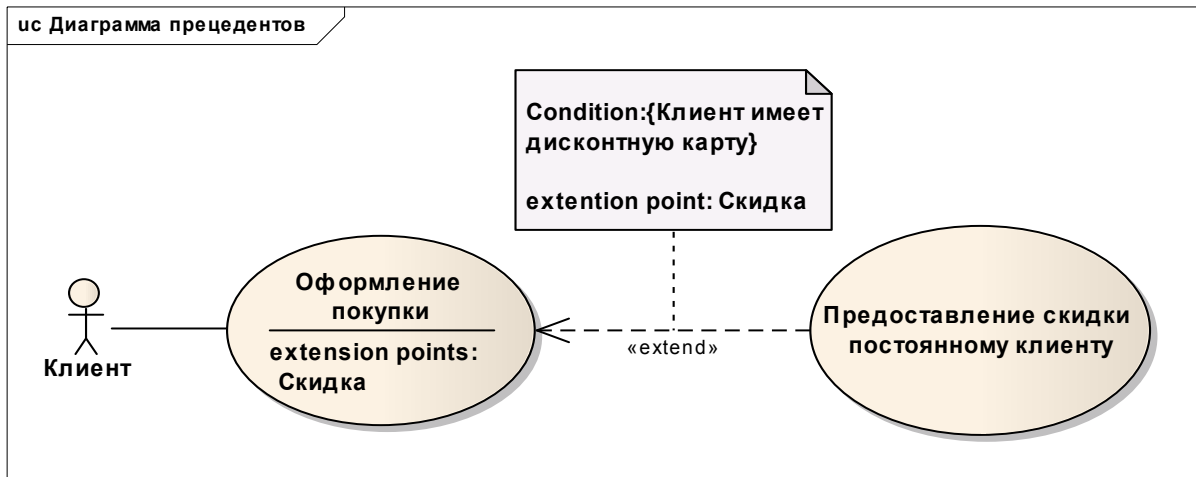 uc Диаграмма прецедентов
Condition:{Клиент имеет
дисконтную карту}
extention point: Скидка
Оформление
покупки
extension points:
Скидка
Клиент
«extend»
Предоставление скидки
постоянному клиенту